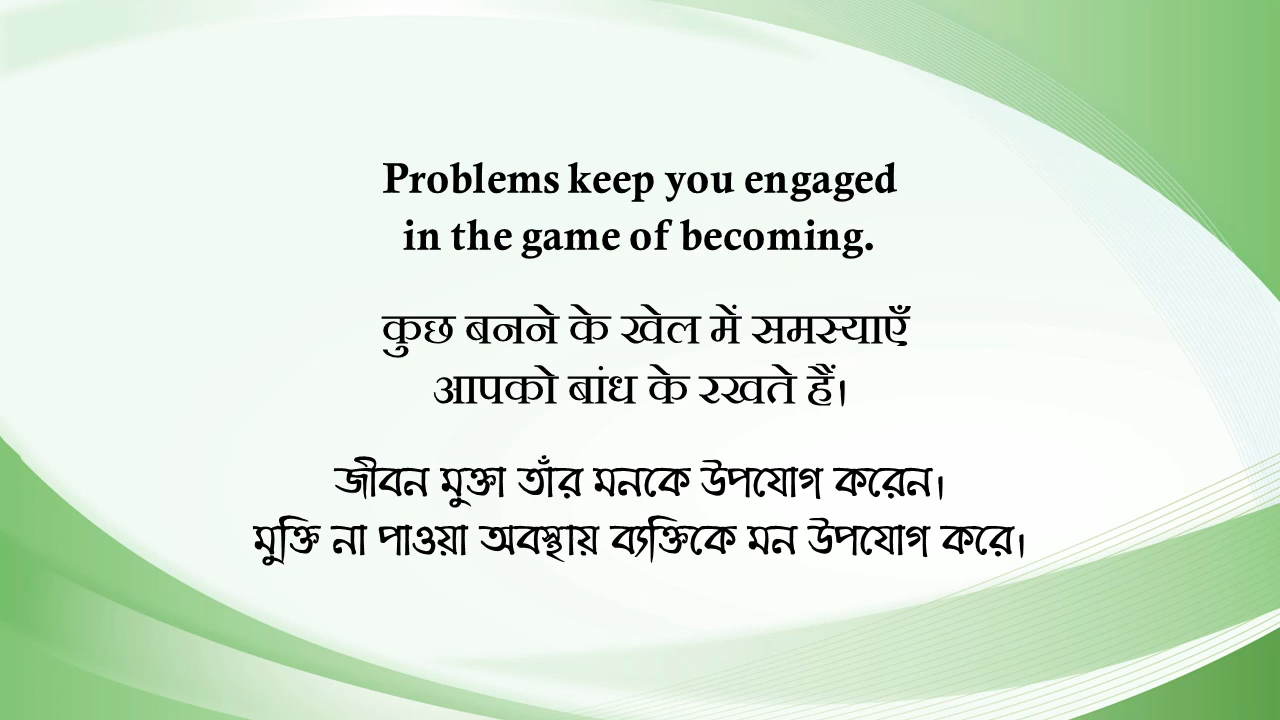 Problems keep you engaged
in the game of becoming.
कुछ बनने के खेल में समस्याएँ
आपको बांध के रखते हैं।
জীবন মুক্তা তাঁর মনকে উপযোগ করেন।
মুক্তি না পাওয়া অবস্থায় ব্যক্তিকে মন উপযোগ করে।